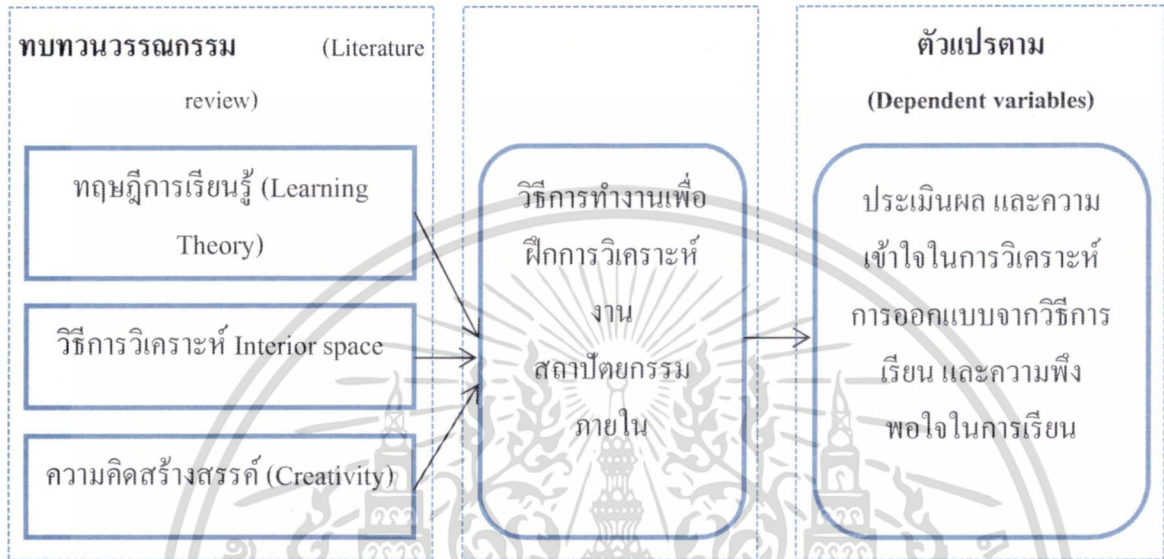 ทบทวนวรรณกรรม (Literature
review)
ทฤษฎีการเรียนรู้ (Learning
Theory)
วิธีการวิเคราะห์ Interior space
ความคิดสร้างสรรค์ (Creativity)
วิธีการทำงานเพื่อ
ฝึกการวิเคราะห์
งาน
สถาปัตยกรรม
ภายใน
ตัวแปรตาม
(Dependent variables)
ประเมินผล และความ
เข้าใจในการวิเคราะห์
การออกแบบจากวิธีการ
เรียน และความพึง
พอใจในการเรียน